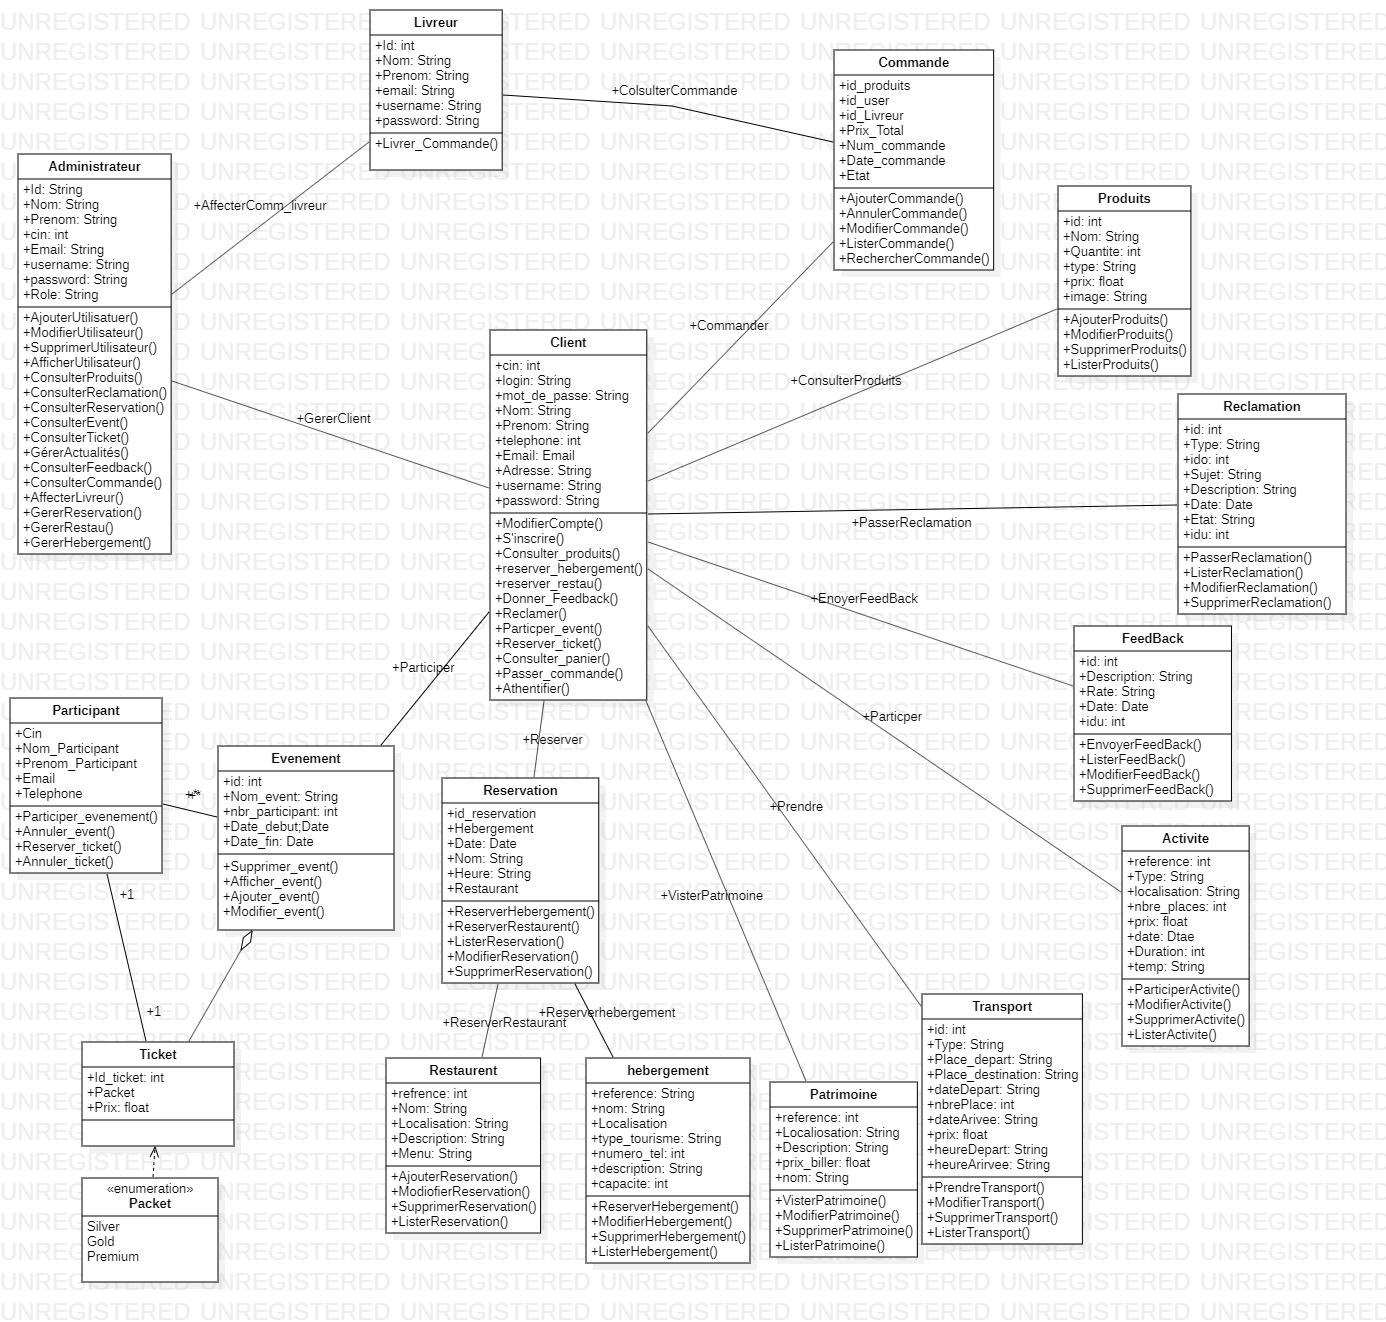 Livreur
+Id: int
+Nom: String
+Prenom: String
+email: String
+username: String
+password: String
+Livrer_Commande()
+ColsulterCommande
Commande
+id_produits
+id_user
+id_Livreur
+Prix_Total
+Num_commande
+Date_commande
+Etat
+AjouterCommande()
+AnnulerCommande()
+ModifierCommande()
+ListerCommande()
+RechercherCommande()
Administrateur
+Id: String
+Nom: String
+Prenom: String
+cin: int
+Email: String
+username: String
+password: String
+Role: String
+AjouterUtilisatuer()
+ModifierUtilisateur()
+SupprimerUtilisateur()
+AfficherUtilisateur()
+ConsulterProduits()
+ConsulterReclamation()
+ConsulterReservation()
+ConsulterEvent()
+ConsulterTicket()
+GérerActualités()
+ConsulterFeedback()
+ConsulterCommande()
+AffecterLivreur()
+GererReservation()
+GererRestau()
+GererHebergement()
+AffecterComm_livreur
Produits
+id: int
+Nom: String
+Quantite: int
+type: String
+prix: float
+image: String
+AjouterProduits()
+ModifierProduits()
+SupprimerProduits()
+ListerProduits()
+Commander
+ConsulterProduits
+GererClient
Client
+cin: int
+login: String
+mot_de_passe: String
+Nom: String
+Prenom: String
+telephone: int
+Email: Email
+Adresse: String
+username: String
+password: String
+ModifierCompte()
+S'inscrire()
+Consulter_produits()
+reserver_hebergement()
+reserver_restau()
+Donner_Feedback()
+Reclamer()
+Particper_event()
+Reserver_ticket()
+Consulter_panier()
+Passer_commande()
+Athentifier()
Reclamation
+id: int
+Type: String
+ido: int
+Sujet: String
+Description: String
+Date: Date
+Etat: String
+idu: int
+PasserReclamation()
+ListerReclamation()
+ModifierReclamation()
+SupprimerReclamation()
+PasserReclamation
+EnoyerFeedBack
FeedBack
+id: int
+Description: String
+Rate: String
+Date: Date
+idu: int
+EnvoyerFeedBack()
+ListerFeedBack()
+ModifierFeedBack()
+SupprimerFeedBack()
+Participer
+Particper
+Reserver
+Prendre
+VisterPatrimoine
Participant
+Cin
+Nom_Participant
+Prenom_Participant
+Email
+Telephone
+Participer_evenement()
+Annuler_event()
+Reserver_ticket()
+Annuler_ticket()
Evenement
+id: int
+Nom_event: String
+nbr_participant: int
+Date_debut;Date
+Date_fin: Date
+Supprimer_event()
+Afficher_event()
+Ajouter_event()
+Modifier_event()
Reservation
+id_reservation
+Hebergement
+Date: Date
+Nom: String
+Heure: String
+Restaurant
+ReserverHebergement()
+ReserverRestaurent()
+ListerReservation()
+ModifierReservation()
+SupprimerReservation()
Activite
+reference: int
+Type: String
+localisation: String
+nbre_places: int
+prix: float
+date: Dtae
+Duration: int
+temp: String
+ParticiperActivite()
+ModifierActivite()
+SupprimerActivite()
+ListerActivite()
+1
+1
+ReserverRestaurant
+Reserverhebergement
Transport
+id: int
+Type: String
+Place_depart: String
+Place_destination: String
+dateDepart: String
+nbrePlace: int
+dateArivee: String
+prix: float
+heureDepart: String
+heureArirvee: String
+PrendreTransport()
+ModifierTransport()
+SupprimerTransport()
+ListerTransport()
Ticket
+Id_ticket: int
+Packet
+Prix: float
Restaurent
+refrence: int
+Nom: String
+Localisation: String
+Description: String
+Menu: String
+AjouterReservation()
+ModiofierReservation()
+SupprimerReservation()
+ListerReservation()
hebergement
+reference: String
+nom: String
+Localisation
+type_tourisme: String
+numero_tel: int
+description: String
+capacite: int
+ReserverHebergement()
+ModifierHebergement()
+SupprimerHebergement()
+ListerHebergement()
Patrimoine
+reference: int
+Localiosation: String
+Description: String
+prix_biller: float
+nom: String
+VisterPatrimoine()
+ModifierPatrimoine()
+SupprimerPatrimoine()
+ListerPatrimoine()
«enumeration»
Packet
Silver
Gold
Premium